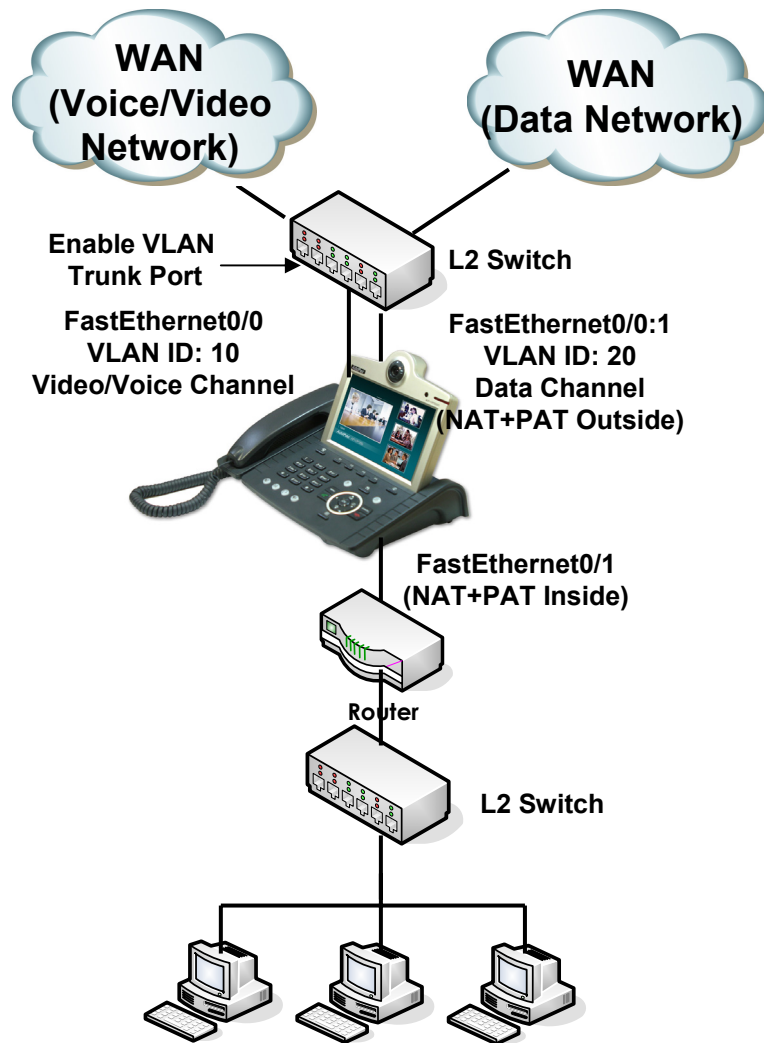 WAN
(Voice/Video
Network)
WAN
(Data Network)
Enable VLAN
Trunk Port
L2 Switch
FastEthernet0/0
VLAN ID: 10
Video/Voice Channel
FastEthernet0/0:1
VLAN ID: 20
Data Channel
(NAT+PAT Outside)
FastEthernet0/1
(NAT+PAT Inside)
Router
L2 Switch